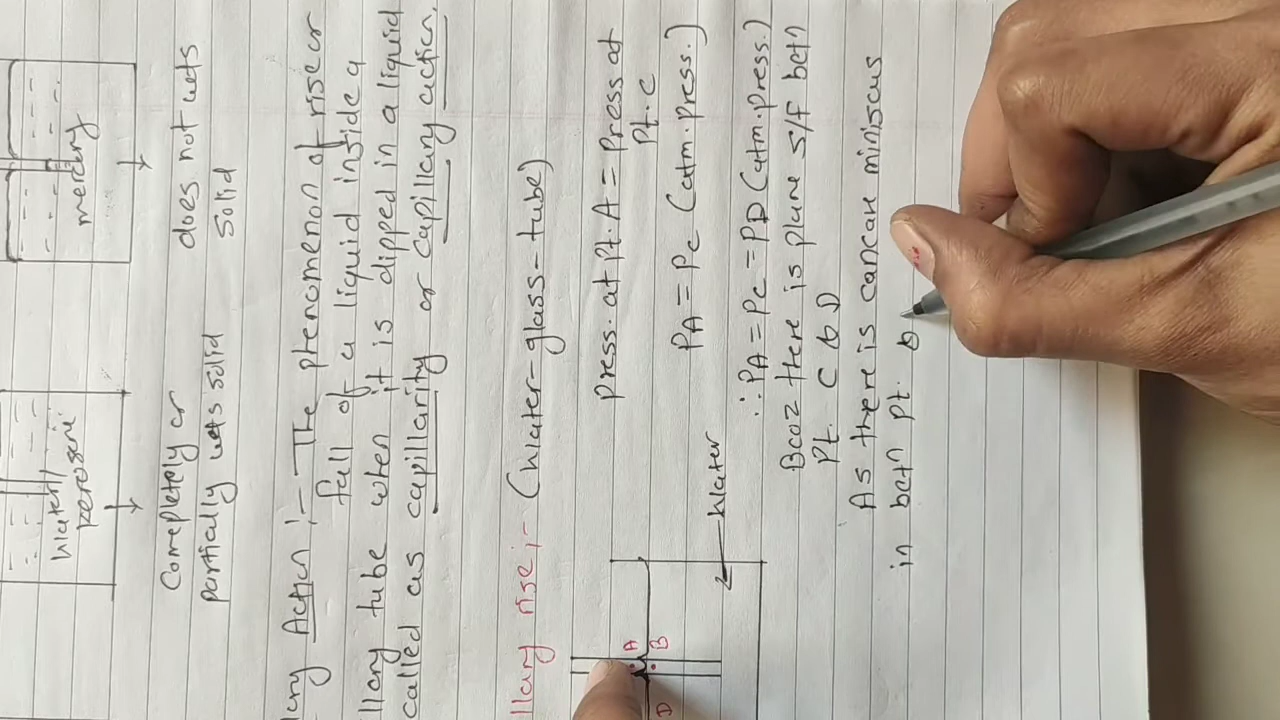 mercury
water/
kerosene
does not wets
solid
Comepletely or
partially wets solid
llary Action :- The phenomenon of rise or
fall of a liquid inside a
llary tube when it is dipped in a liquid
called as capillarity or capillary action.
llary rise:- (Water-glass-tube)
press. at pt. A = press at
pt. C
PA = Pc (atm. press.)
∴ PA = Pc = PD (atm. press.)
Bcoz there is plane s/f betn
pt. C & D
As there is concave miniscus
in betn pt.
water
A
B
D